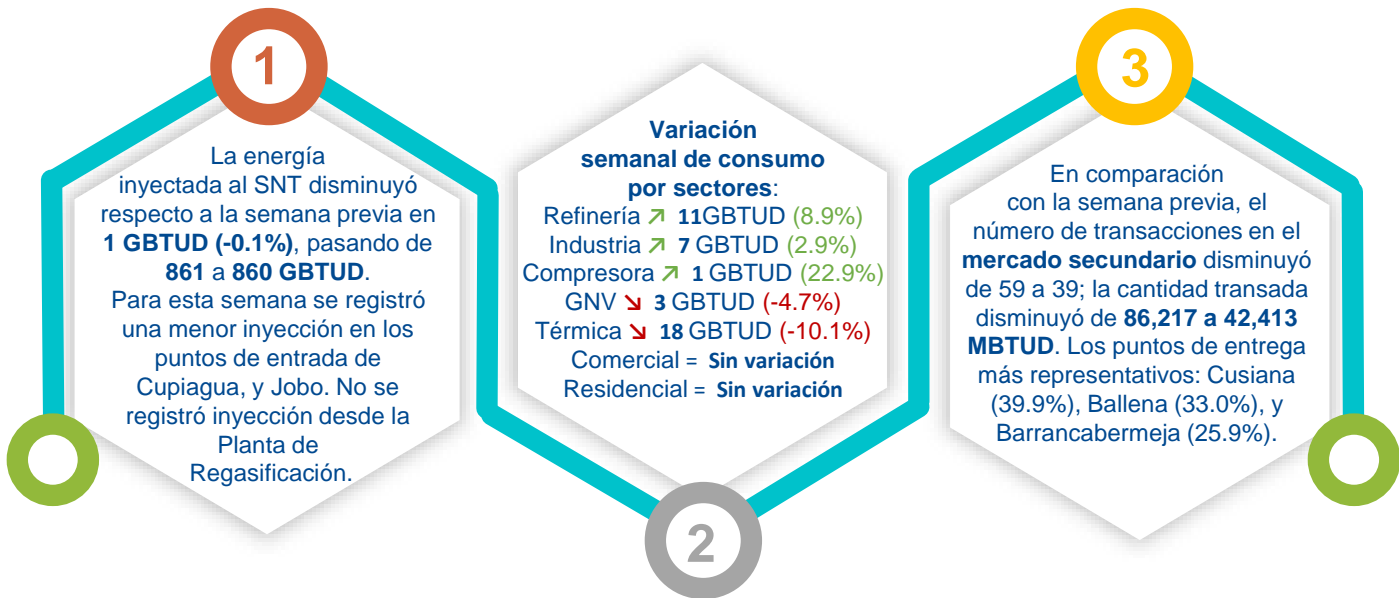 1
La energía
inyectada al SNT disminuyó
respecto a la semana previa en
1 GBTUD (-0.1%), pasando de
861 a 860 GBTUD.
Para esta semana se registró
una menor inyección en los
puntos de entrada de
Cupiagua, y Jobo. No se
registró inyección desde la
Planta de
Regasificación.
Variación
semanal de consumo
por sectores:
Refinería ↗ 11GBTUD (8.9%)
Industria ↗ 7 GBTUD (2.9%)
Compresora ↗ 1 GBTUD (22.9%)
GNV ↘ 3 GBTUD (-4.7%)
Térmica ↘ 18 GBTUD (-10.1%)
Comercial = Sin variación
Residencial = Sin variación
2
3
En comparación
con la semana previa, el
número de transacciones en el
mercado secundario disminuyó
de 59 a 39; la cantidad transada
disminuyó de 86,217 a 42,413
MBTUD. Los puntos de entrega
más representativos: Cusiana
(39.9%), Ballena (33.0%), y
Barrancabermeja (25.9%).